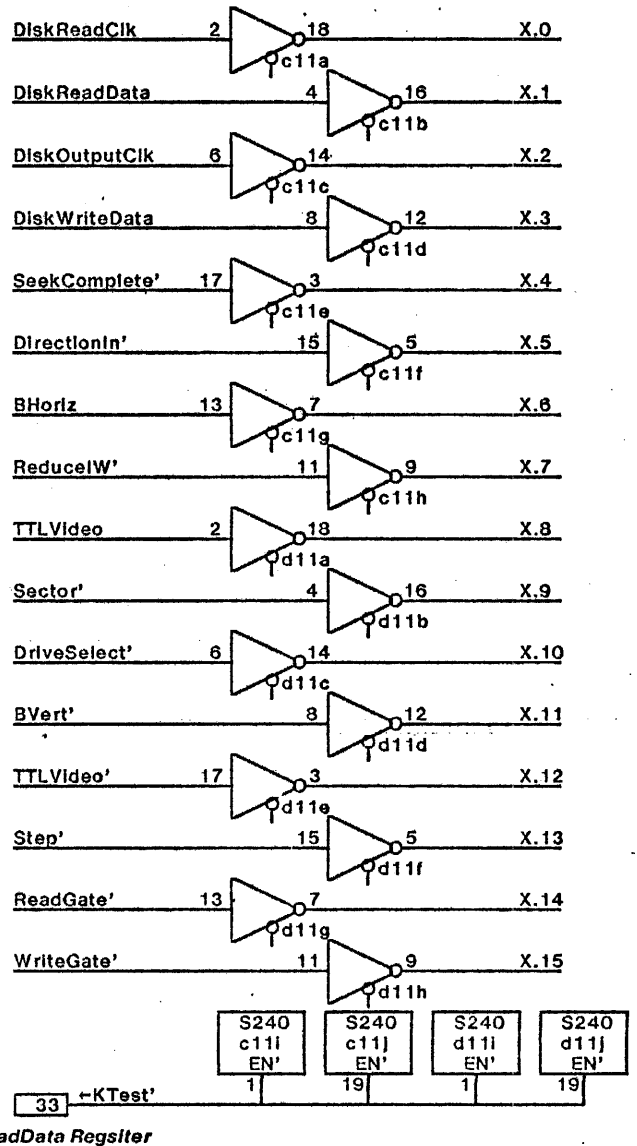 DiskReadClk 2 18 X.0
c11a
DiskReadData 4 16 X.1
c11b
DiskOutputClk 6 14 X.2
c11c
DiskWriteData 8 12 X.3
c11d
SeekComplete' 17 3 X.4
c11e
DirectionIn' 15 5 X.5
c11f
BHoriz 13 7 X.6
c11g
ReduceIW' 11 9 X.7
c11h
TTLVideo 2 18 X.8
d11a
Sector' 4 16 X.9
d11b
DriveSelect' 6 14 X.10
d11c
BVert' 8 12 X.11
d11d
TTLVideo' 17 3 X.12
d11e
Step' 15 5 X.13
d11f
ReadGate' 13 7 X.14
d11g
WriteGate' 11 9 X.15
d11h
S240 S240 S240 S240
c11i c11j d11i d11j
EN' EN' EN' EN'
1 19 1 19
33 ←KTest'
adData Regsiter